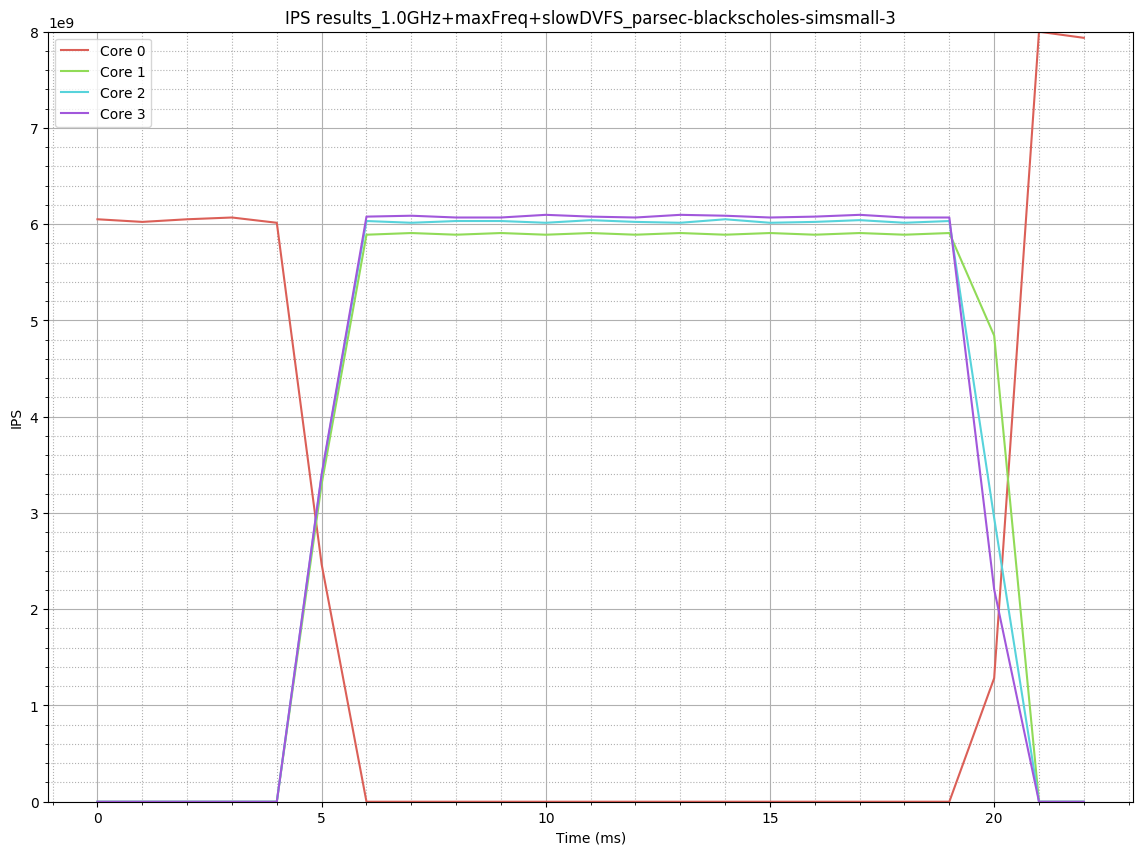 IPS results_1.0GHz+maxFreq+slowDVFS_parsec-blackscholes-simsmall-3
1e9
8
7
6
5
4
3
2
1
0
IPS
Core 0
Core 1
Core 2
Core 3
0 5 10 15 20
Time (ms)